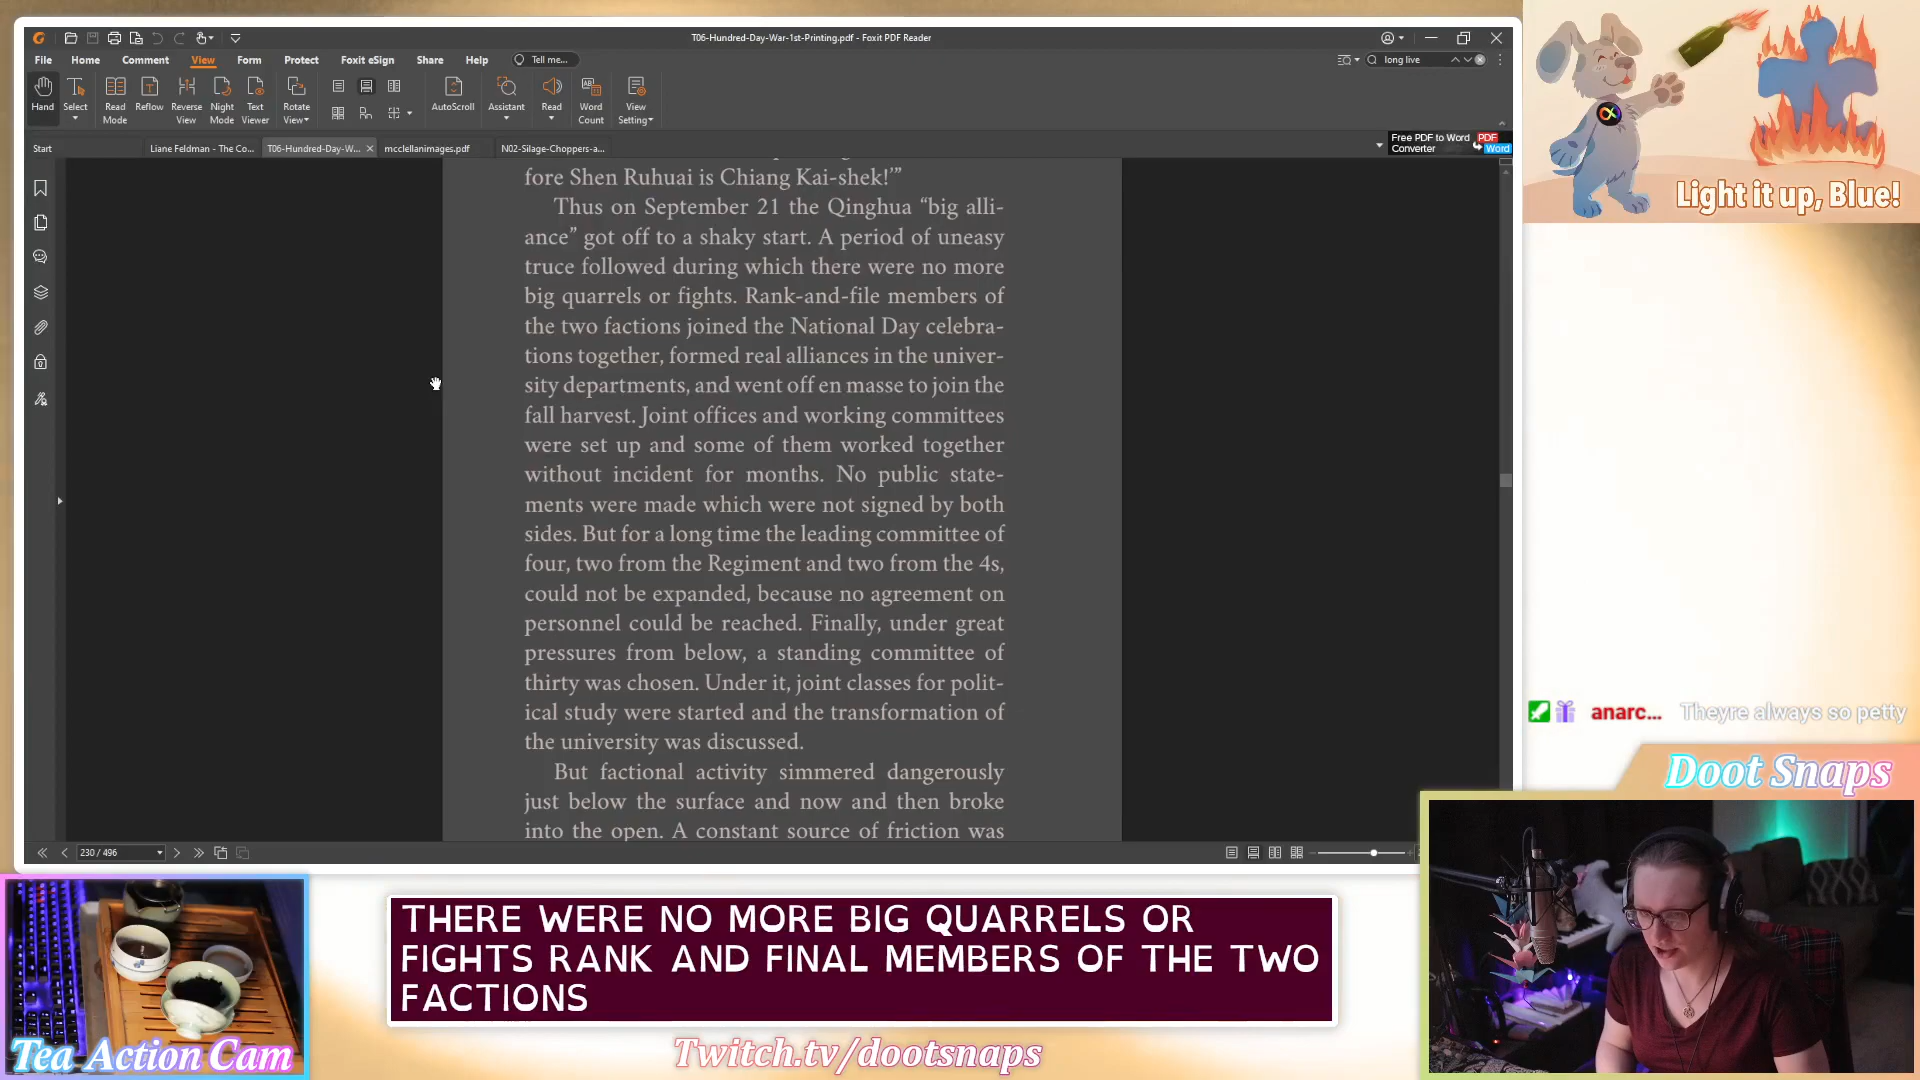 T06-Hundred-Day-War-1st-Printing.pdf - Foxit PDF Reader
File Home Comment View Form Protect Foxit eSign Share Help Tell me... long live
Hand Select Read Mode Reflow Reverse View Night Mode Text Viewer Rotate View AutoScroll Assistant Read Word Count View Setting
Start Liane Feldman - The Co... T06-Hundred-Day-W... mcclellanimages.pdf N02-Silage-Choppers-a...
Free PDF to Word Converter PDF Word
fore Shen Ruhuai is Chiang Kai-shek!’”
Thus on September 21 the Qinghua “big alli-
ance” got off to a shaky start. A period of uneasy
truce followed during which there were no more
big quarrels or fights. Rank-and-file members of
the two factions joined the National Day celebra-
tions together, formed real alliances in the univer-
sity departments, and went off en masse to join the
fall harvest. Joint offices and working committees
were set up and some of them worked together
without incident for months. No public state-
ments were made which were not signed by both
sides. But for a long time the leading committee of
four, two from the Regiment and two from the 4s,
could not be expanded, because no agreement on
personnel could be reached. Finally, under great
pressures from below, a standing committee of
thirty was chosen. Under it, joint classes for polit-
ical study were started and the transformation of
the university was discussed.
But factional activity simmered dangerously
just below the surface and now and then broke
into the open. A constant source of friction was
230 / 496
Light it up, Blue!
anarc... Theyre always so petty
Doot Snaps
THERE WERE NO MORE BIG QUARRELS OR
FIGHTS RANK AND FINAL MEMBERS OF THE TWO
FACTIONS
Tea Action Cam
Twitch.tv/dootsnaps